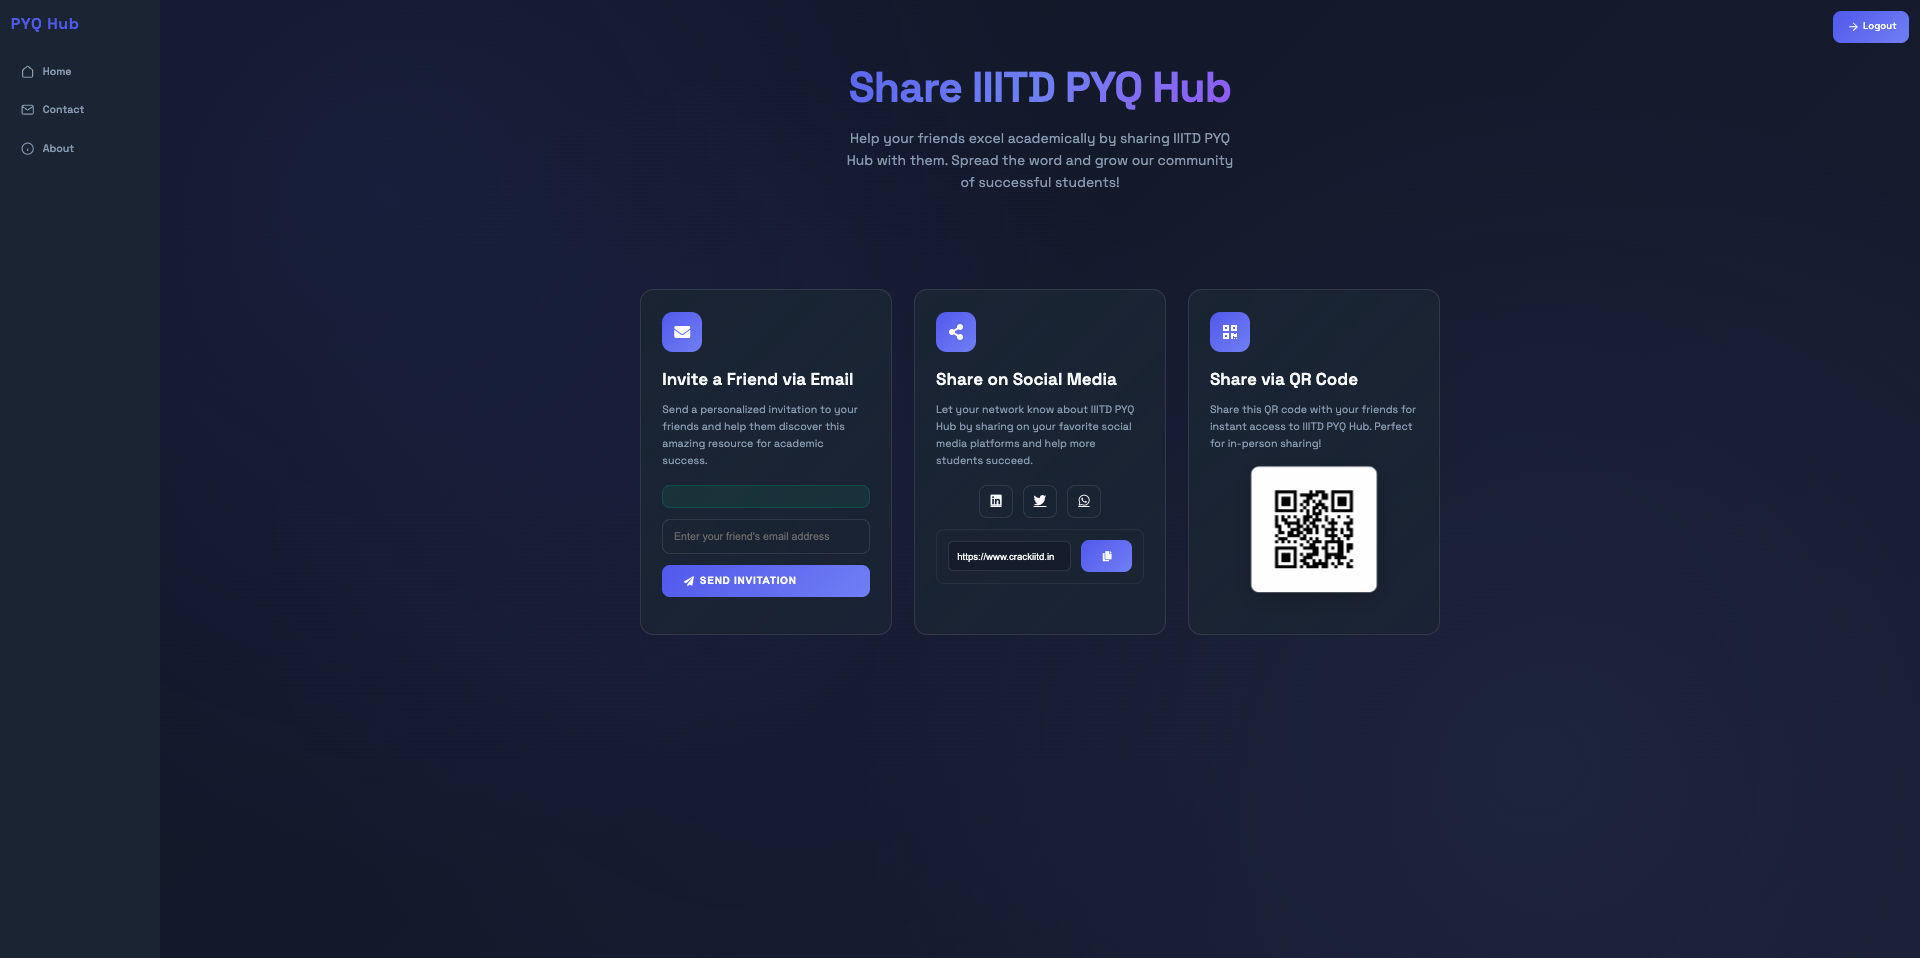 PYQ Hub
Home
Contact
About
Logout
Share IIITD PYQ Hub
Help your friends excel academically by sharing IIITD PYQ
Hub with them. Spread the word and grow our community
of successful students!
Invite a Friend via Email
Send a personalized invitation to your
friends and help them discover this
amazing resource for academic
success.
Enter your friend's email address
SEND INVITATION
Share on Social Media
Let your network know about IIITD PYQ
Hub by sharing on your favorite social
media platforms and help more
students succeed.
https://www.crackiitd.in
Share via QR Code
Share this QR code with your friends for
instant access to IIITD PYQ Hub. Perfect
for in-person sharing!